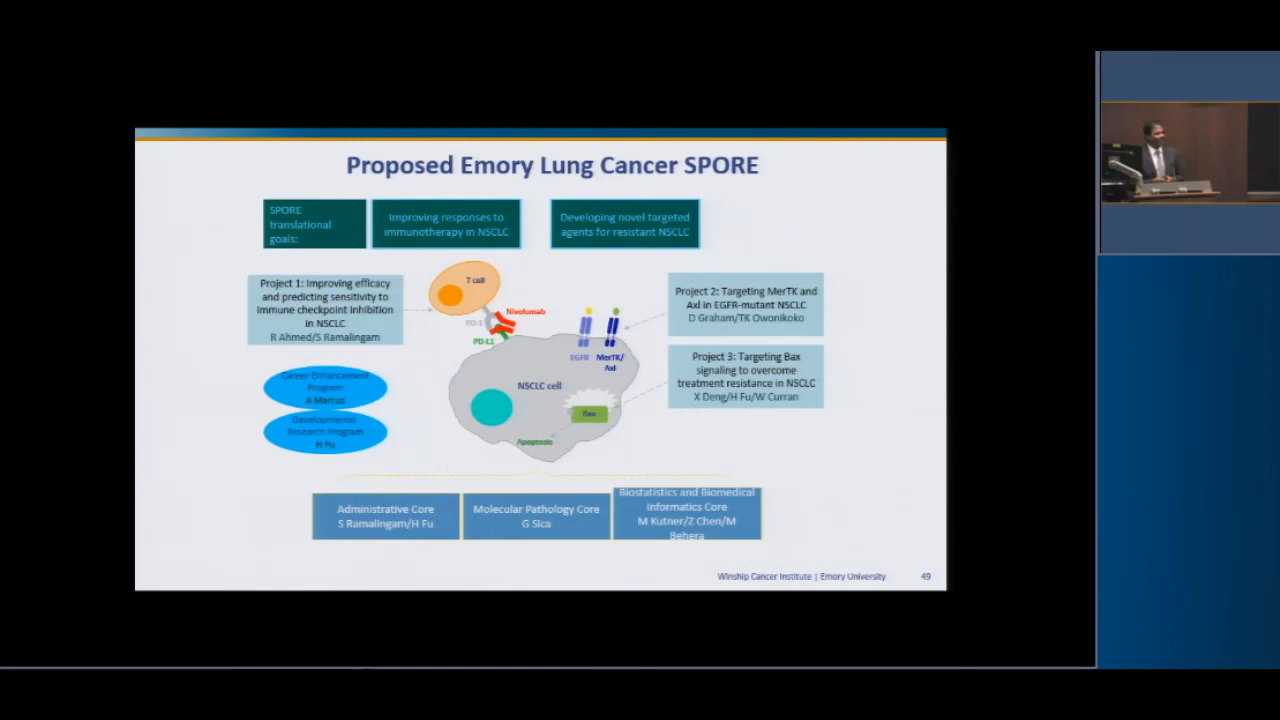 Proposed Emory Lung Cancer SPORE
SPORE
translational
goals:
Improving responses to
immunotherapy in NSCLC
Developing novel targeted
agents for resistant NSCLC
Project 1: Improving efficacy
and predicting sensitivity to
immune checkpoint inhibition
in NSCLC
R Ahmed/S Ramalingam
T cell
Nivolumab
PD-1
PD-L1
EGFR
MerTK/
Axl
NSCLC cell
Bax
Apoptosis
Project 2: Targeting MerTK and
Axl in EGFR-mutant NSCLC
D Graham/TK Owonikoko
Project 3: Targeting Bax
signaling to overcome
treatment resistance in NSCLC
X Deng/H Fu/W Curran
Career Enhancement
Program
A Marcus
Developmental
Research Program
H Fu
Administrative Core
S Ramalingam/H Fu
Molecular Pathology Core
G Sica
Biostatistics and Biomedical
Informatics Core
M Kutner/Z Chen/M
Behera
Winship Cancer Institute | Emory University
49